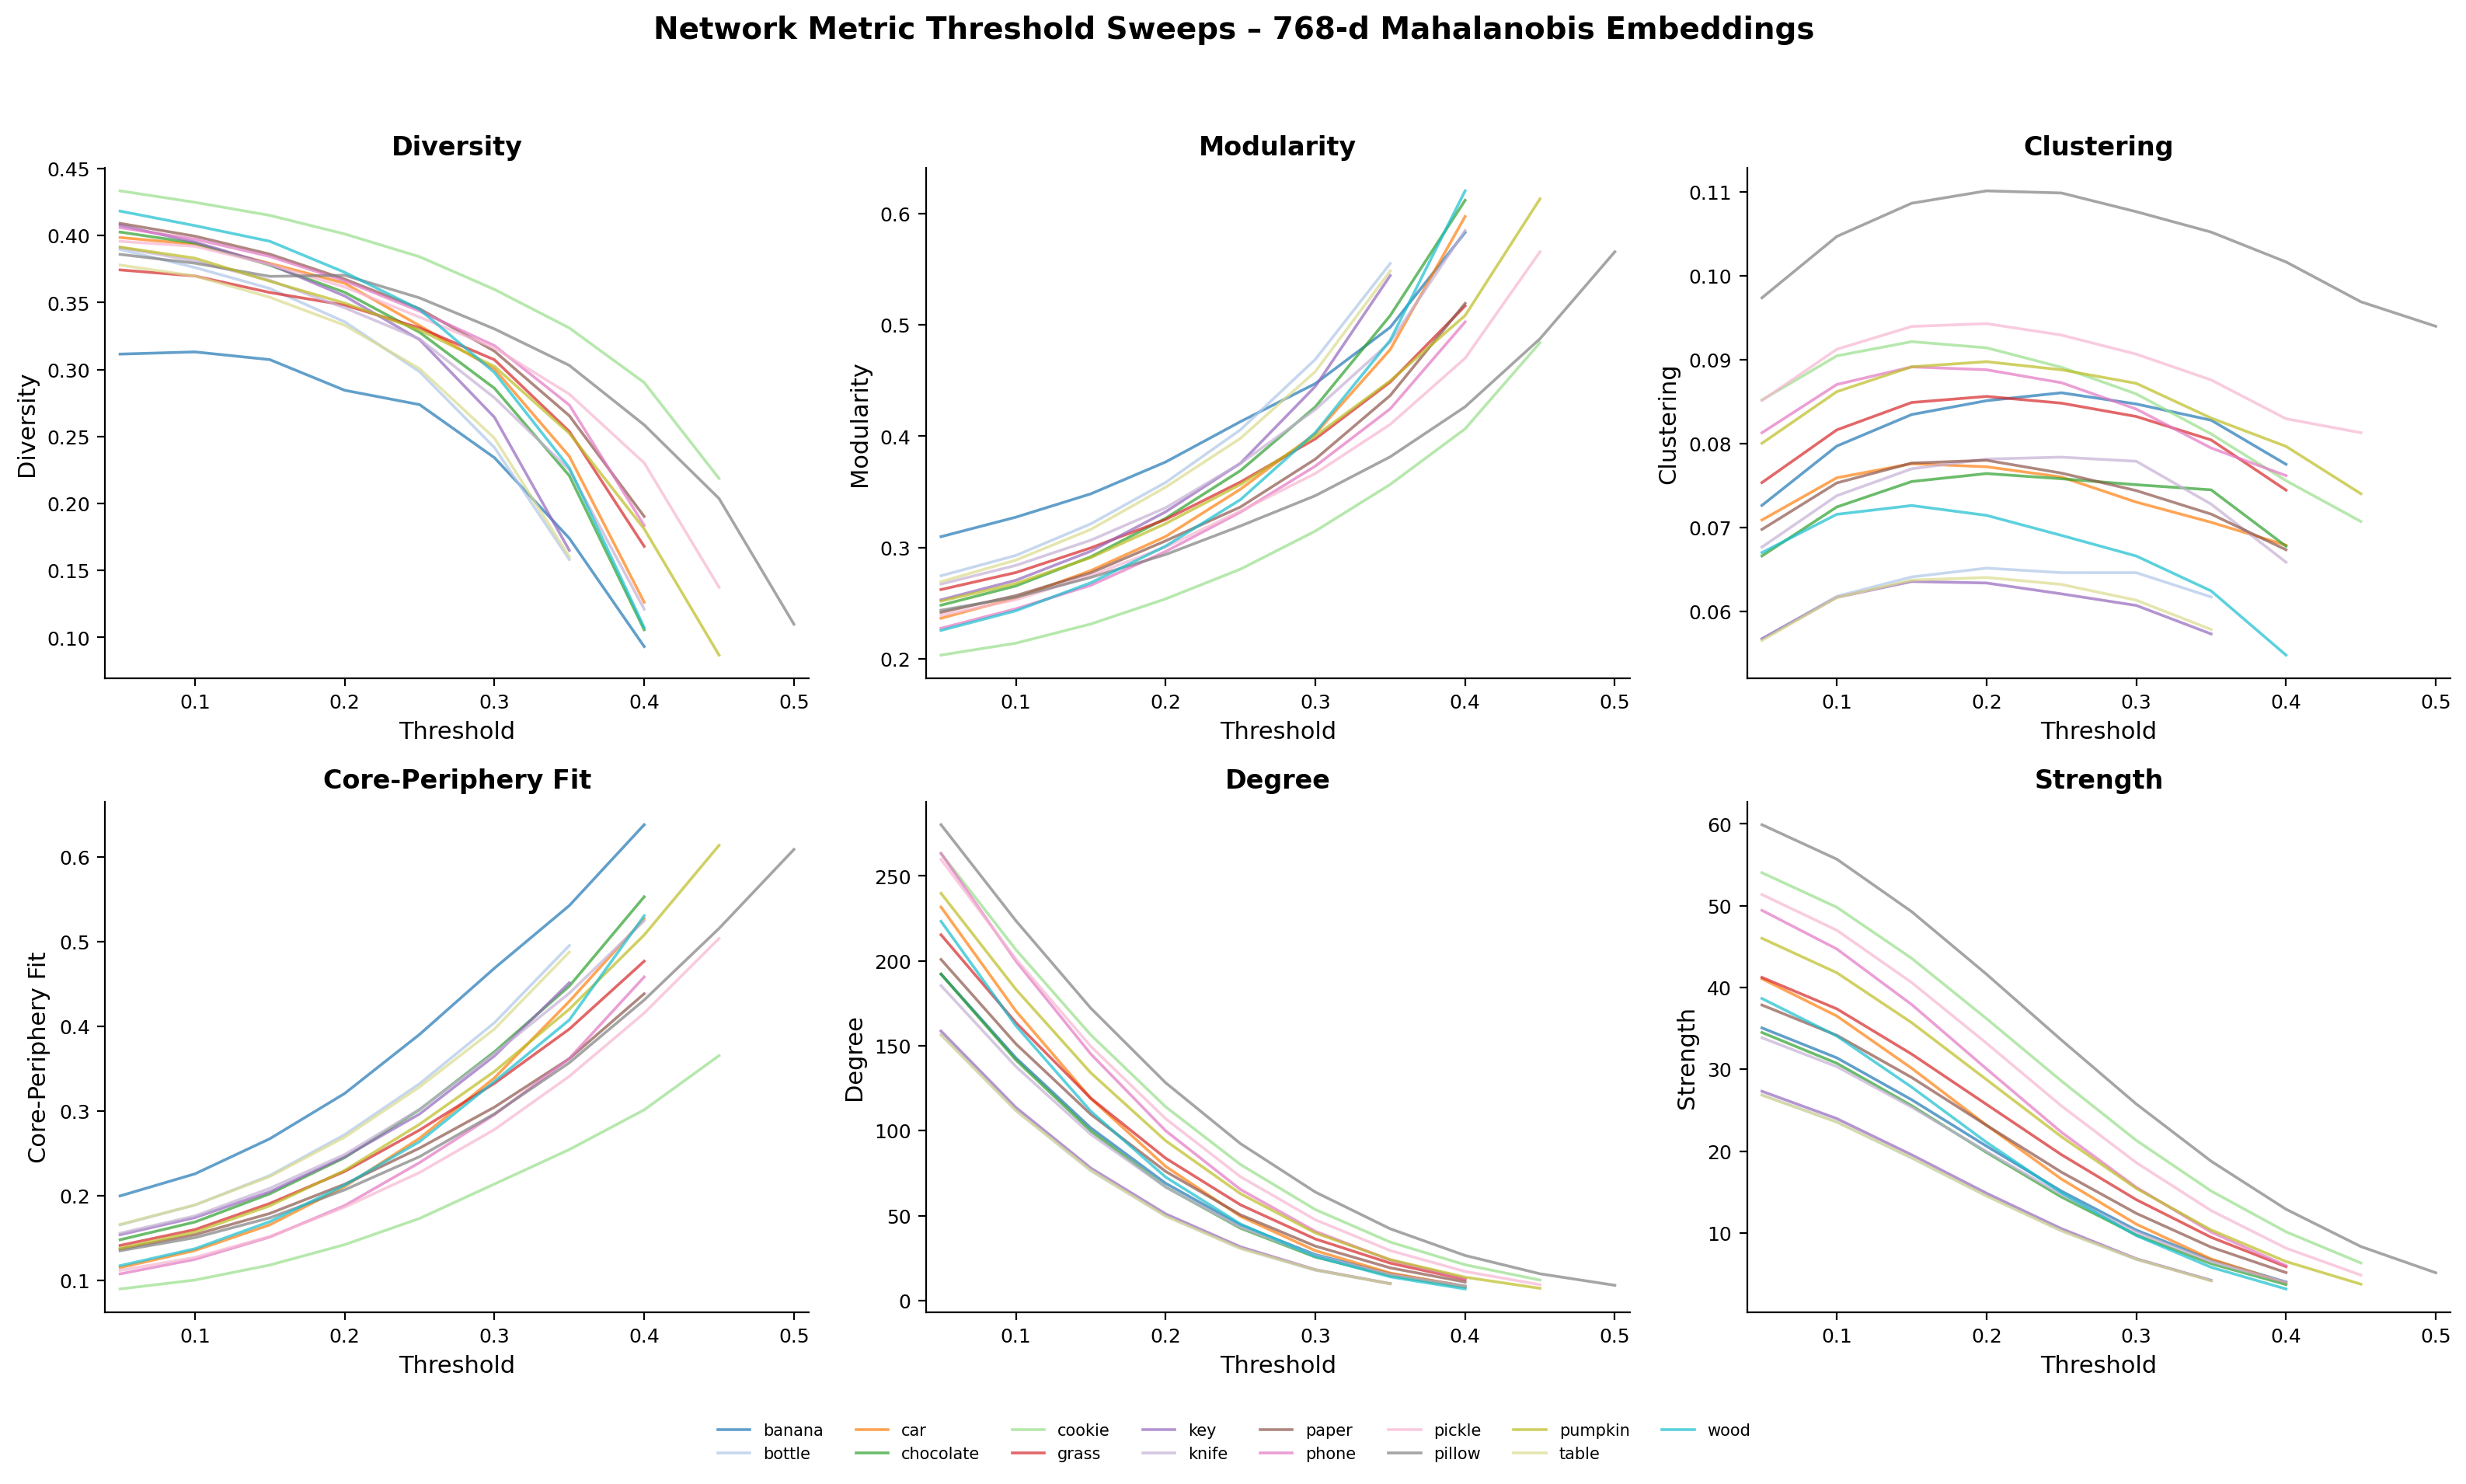 Network Metric Threshold Sweeps – 768-d Mahalanobis Embeddings
Diversity
Diversity
0.45
0.40
0.35
0.30
0.25
0.20
0.15
0.10
0.1 0.2 0.3 0.4 0.5
Threshold
Modularity
Modularity
0.6
0.5
0.4
0.3
0.2
0.1 0.2 0.3 0.4 0.5
Threshold
Clustering
Clustering
0.11
0.10
0.09
0.08
0.07
0.06
0.1 0.2 0.3 0.4 0.5
Threshold
Core-Periphery Fit
Core-Periphery Fit
0.6
0.5
0.4
0.3
0.2
0.1
0.1 0.2 0.3 0.4 0.5
Threshold
Degree
Degree
250
200
150
100
50
0
0.1 0.2 0.3 0.4 0.5
Threshold
Strength
Strength
60
50
40
30
20
10
0.1 0.2 0.3 0.4 0.5
Threshold
banana car cookie key paper pickle pumpkin wood
bottle chocolate grass knife phone pillow table